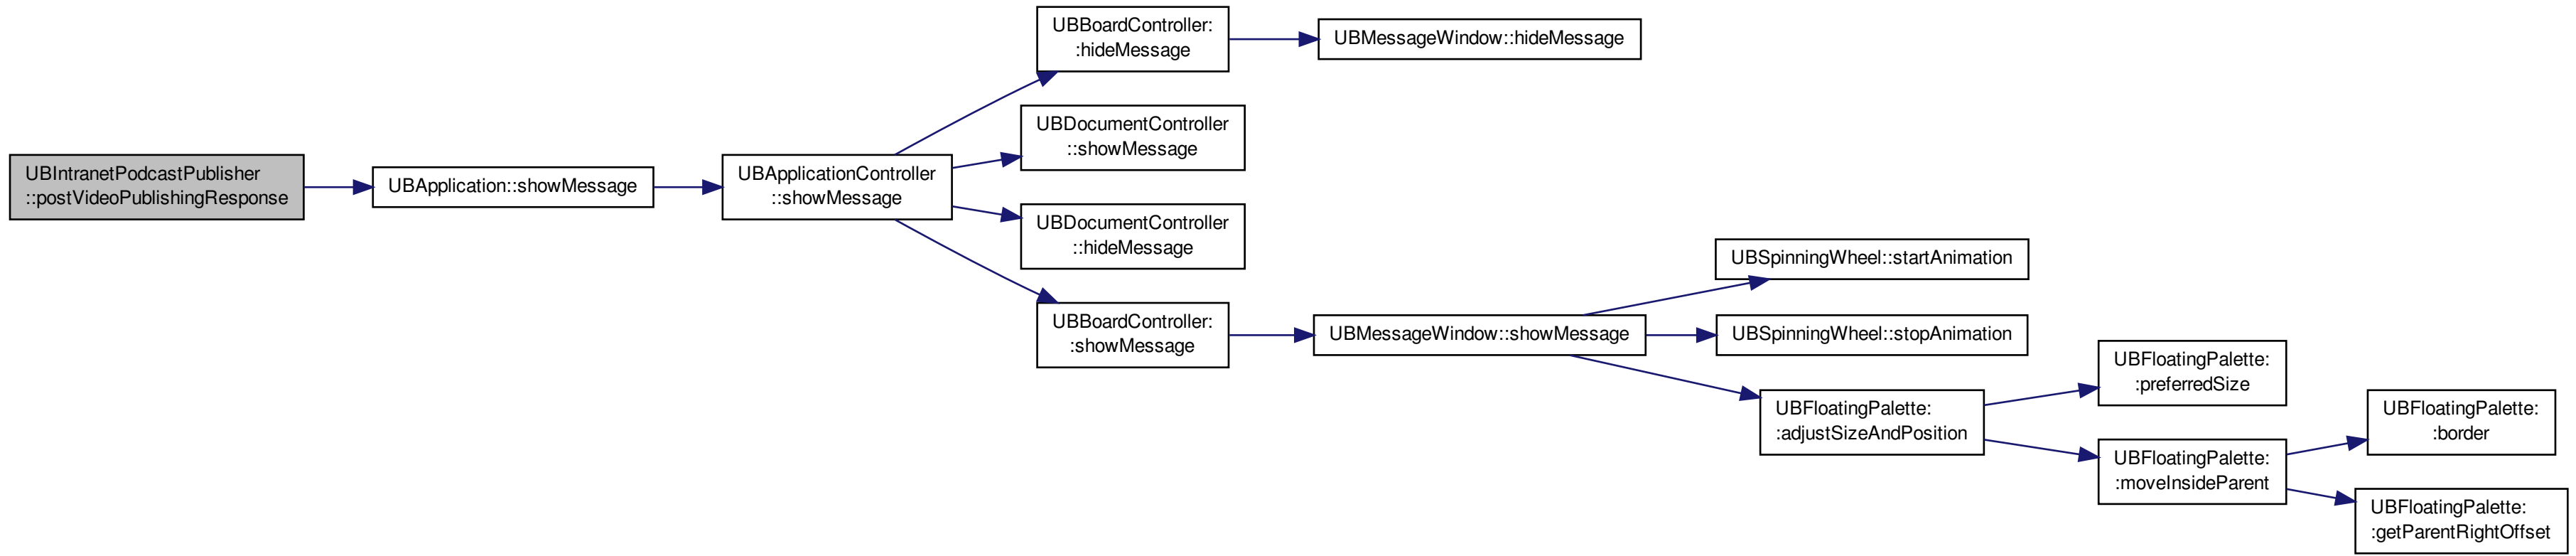 UBIntranetPodcastPublisher
::postVideoPublishingResponse
UBApplication::showMessage
UBApplicationController
::showMessage
UBBoardController:
:hideMessage
UBMessageWindow::hideMessage
UBDocumentController
::showMessage
UBDocumentController
::hideMessage
UBBoardController:
:showMessage
UBMessageWindow::showMessage
UBSpinningWheel::startAnimation
UBSpinningWheel::stopAnimation
UBFloatingPalette:
:adjustSizeAndPosition
UBFloatingPalette:
:preferredSize
UBFloatingPalette:
:moveInsideParent
UBFloatingPalette:
:border
UBFloatingPalette:
:getParentRightOffset